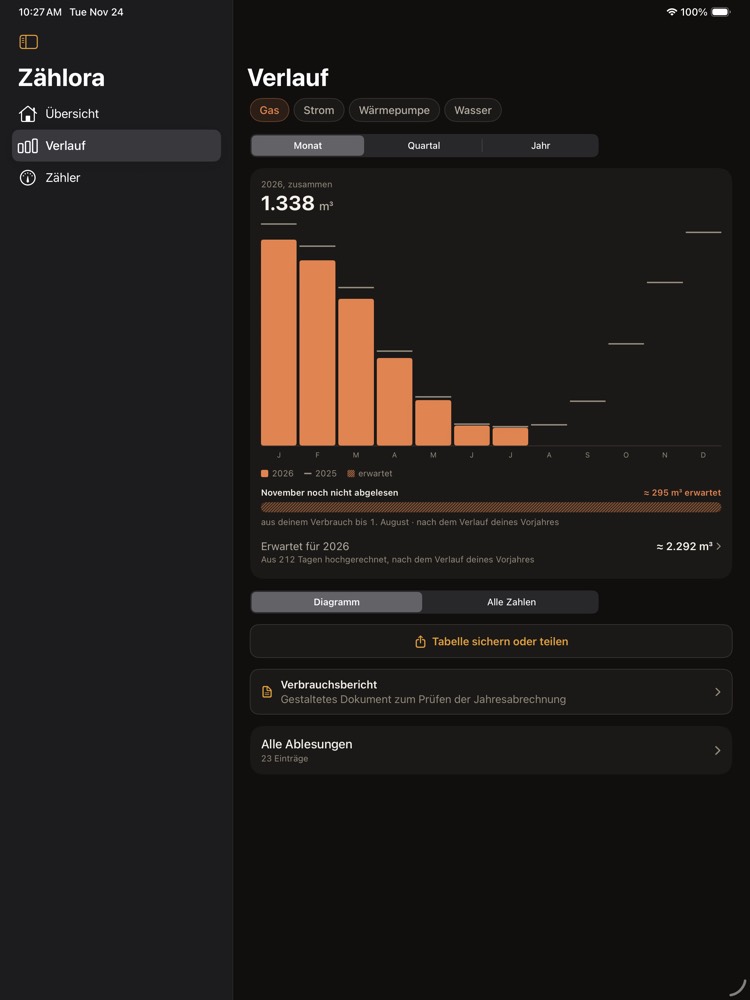 10:27 AM Tue Nov 24
100%
Zählora
Übersicht
Verlauf
Zähler
Verlauf
Gas
Strom
Wärmepumpe
Wasser
Monat
Quartal
Jahr
2026, zusammen
1.338 m³
J F M A M J J A S O N D
2026
2025
erwartet
November noch nicht abgelesen
≈ 295 m³ erwartet
aus deinem Verbrauch bis 1. August · nach dem Verlauf deines Vorjahres
Erwartet für 2026
≈ 2.292 m³
Aus 212 Tagen hochgerechnet, nach dem Verlauf deines Vorjahres
Diagramm
Alle Zahlen
Tabelle sichern oder teilen
Verbrauchsbericht
Gestaltetes Dokument zum Prüfen der Jahresabrechnung
Alle Ablesungen
23 Einträge